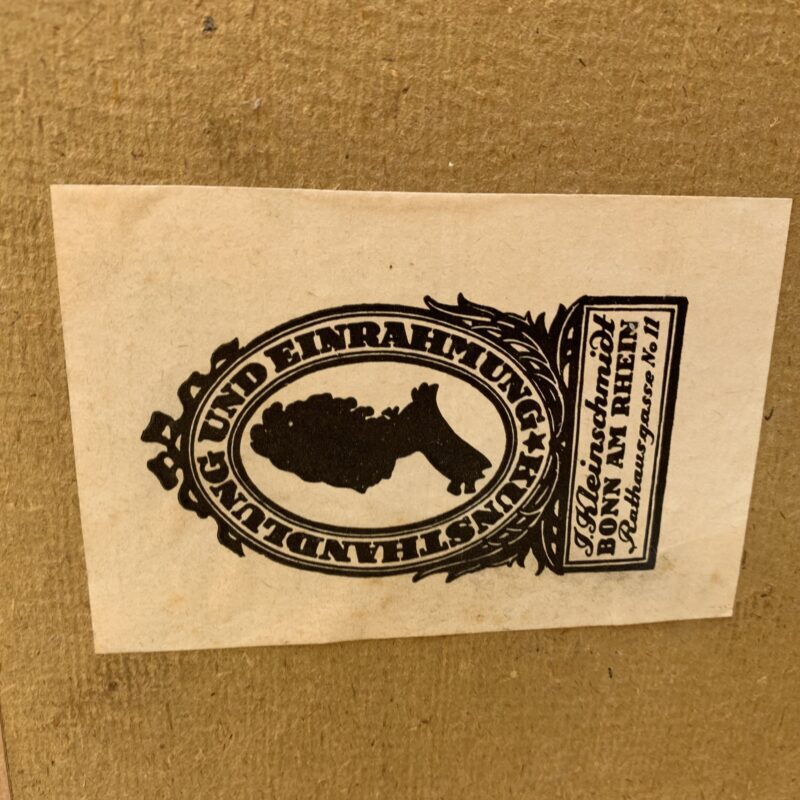 KUNSTHANDLUNG UND EINRAHMUNG ★
J. Kleinschmidt
BONN AM RHEIN
Rathausgasse No 11